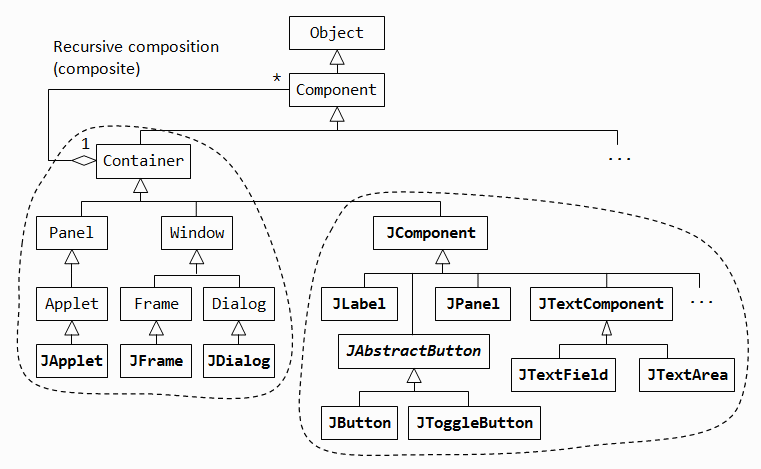 Object
Recursive composition
(composite)
*
Component
1
Container
...
Panel
Window
JComponent
Applet
Frame
Dialog
JLabel
JPanel
JTextComponent
...
JApplet
JFrame
JDialog
JAbstractButton
JTextField
JTextArea
JButton
JToggleButton